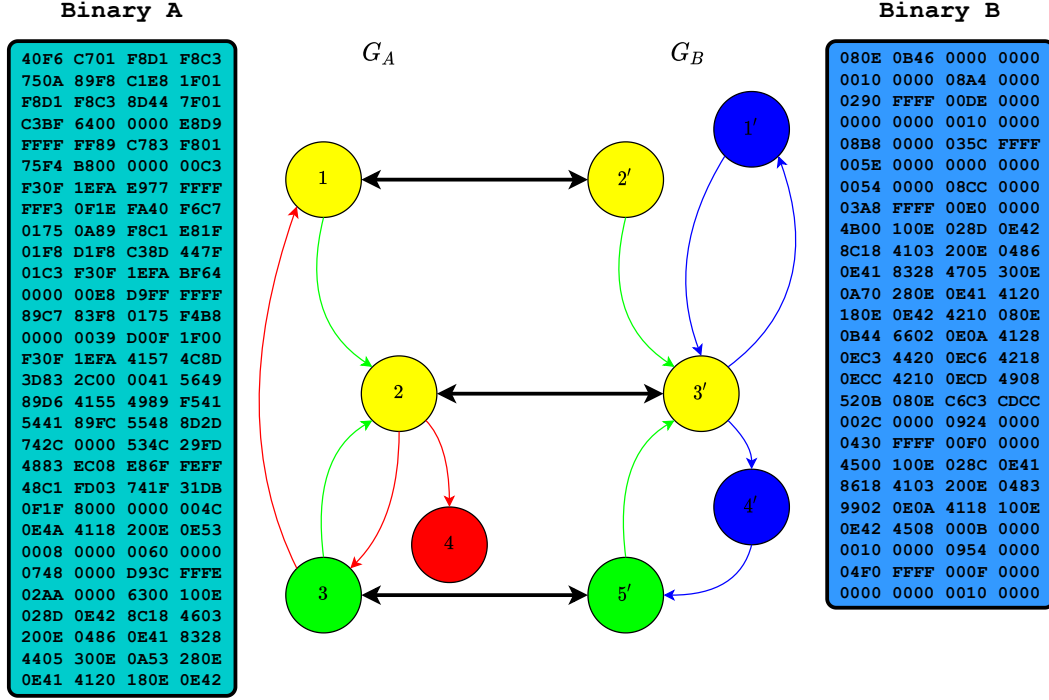 Binary A
40F6 C701 F8D1 F8C3
750A 89F8 C1E8 1F01
F8D1 F8C3 8D44 7F01
C3BF 6400 0000 E8D9
FFFF FF89 C783 F801
75F4 B800 0000 00C3
F30F 1EFA E977 FFFF
FFF3 0F1E FA40 F6C7
0175 0A89 F8C1 E81F
01F8 D1F8 C38D 447F
01C3 F30F 1EFA BF64
0000 00E8 D9FF FFFF
89C7 83F8 0175 F4B8
0000 0039 D00F 1F00
F30F 1EFA 4157 4C8D
3D83 2C00 0041 5649
89D6 4155 4989 F541
5441 89FC 5548 8D2D
742C 0000 534C 29FD
4883 EC08 E86F FEFF
48C1 FD03 741F 31DB
0F1F 8000 0000 004C
0E4A 4118 200E 0E53
0008 0000 0060 0000
0748 0000 D93C FFFE
02AA 0000 6300 100E
028D 0E42 8C18 4603
200E 0486 0E41 8328
4405 300E 0A53 280E
0E41 4120 180E 0E42
G_A
G_B
1
2
3
4
1′
2′
3′
4′
5′
Binary B
080E 0B46 0000 0000
0010 0000 08A4 0000
0290 FFFF 00DE 0000
0000 0000 0010 0000
08B8 0000 035C FFFF
005E 0000 0000 0000
0054 0000 08CC 0000
03A8 FFFF 00E0 0000
4B00 100E 028D 0E42
8C18 4103 200E 0486
0E41 8328 4705 300E
0A70 280E 0E41 4120
180E 0E42 4210 080E
0B44 6602 0E0A 4128
0EC3 4420 0EC6 4218
0ECC 4210 0ECD 4908
520B 080E C6C3 CDCC
002C 0000 0924 0000
0430 FFFF 00F0 0000
4500 100E 028C 0E41
8618 4103 200E 0483
9902 0E0A 4118 100E
0E42 4508 000B 0000
0010 0000 0954 0000
04F0 FFFF 000F 0000
0000 0000 0010 0000